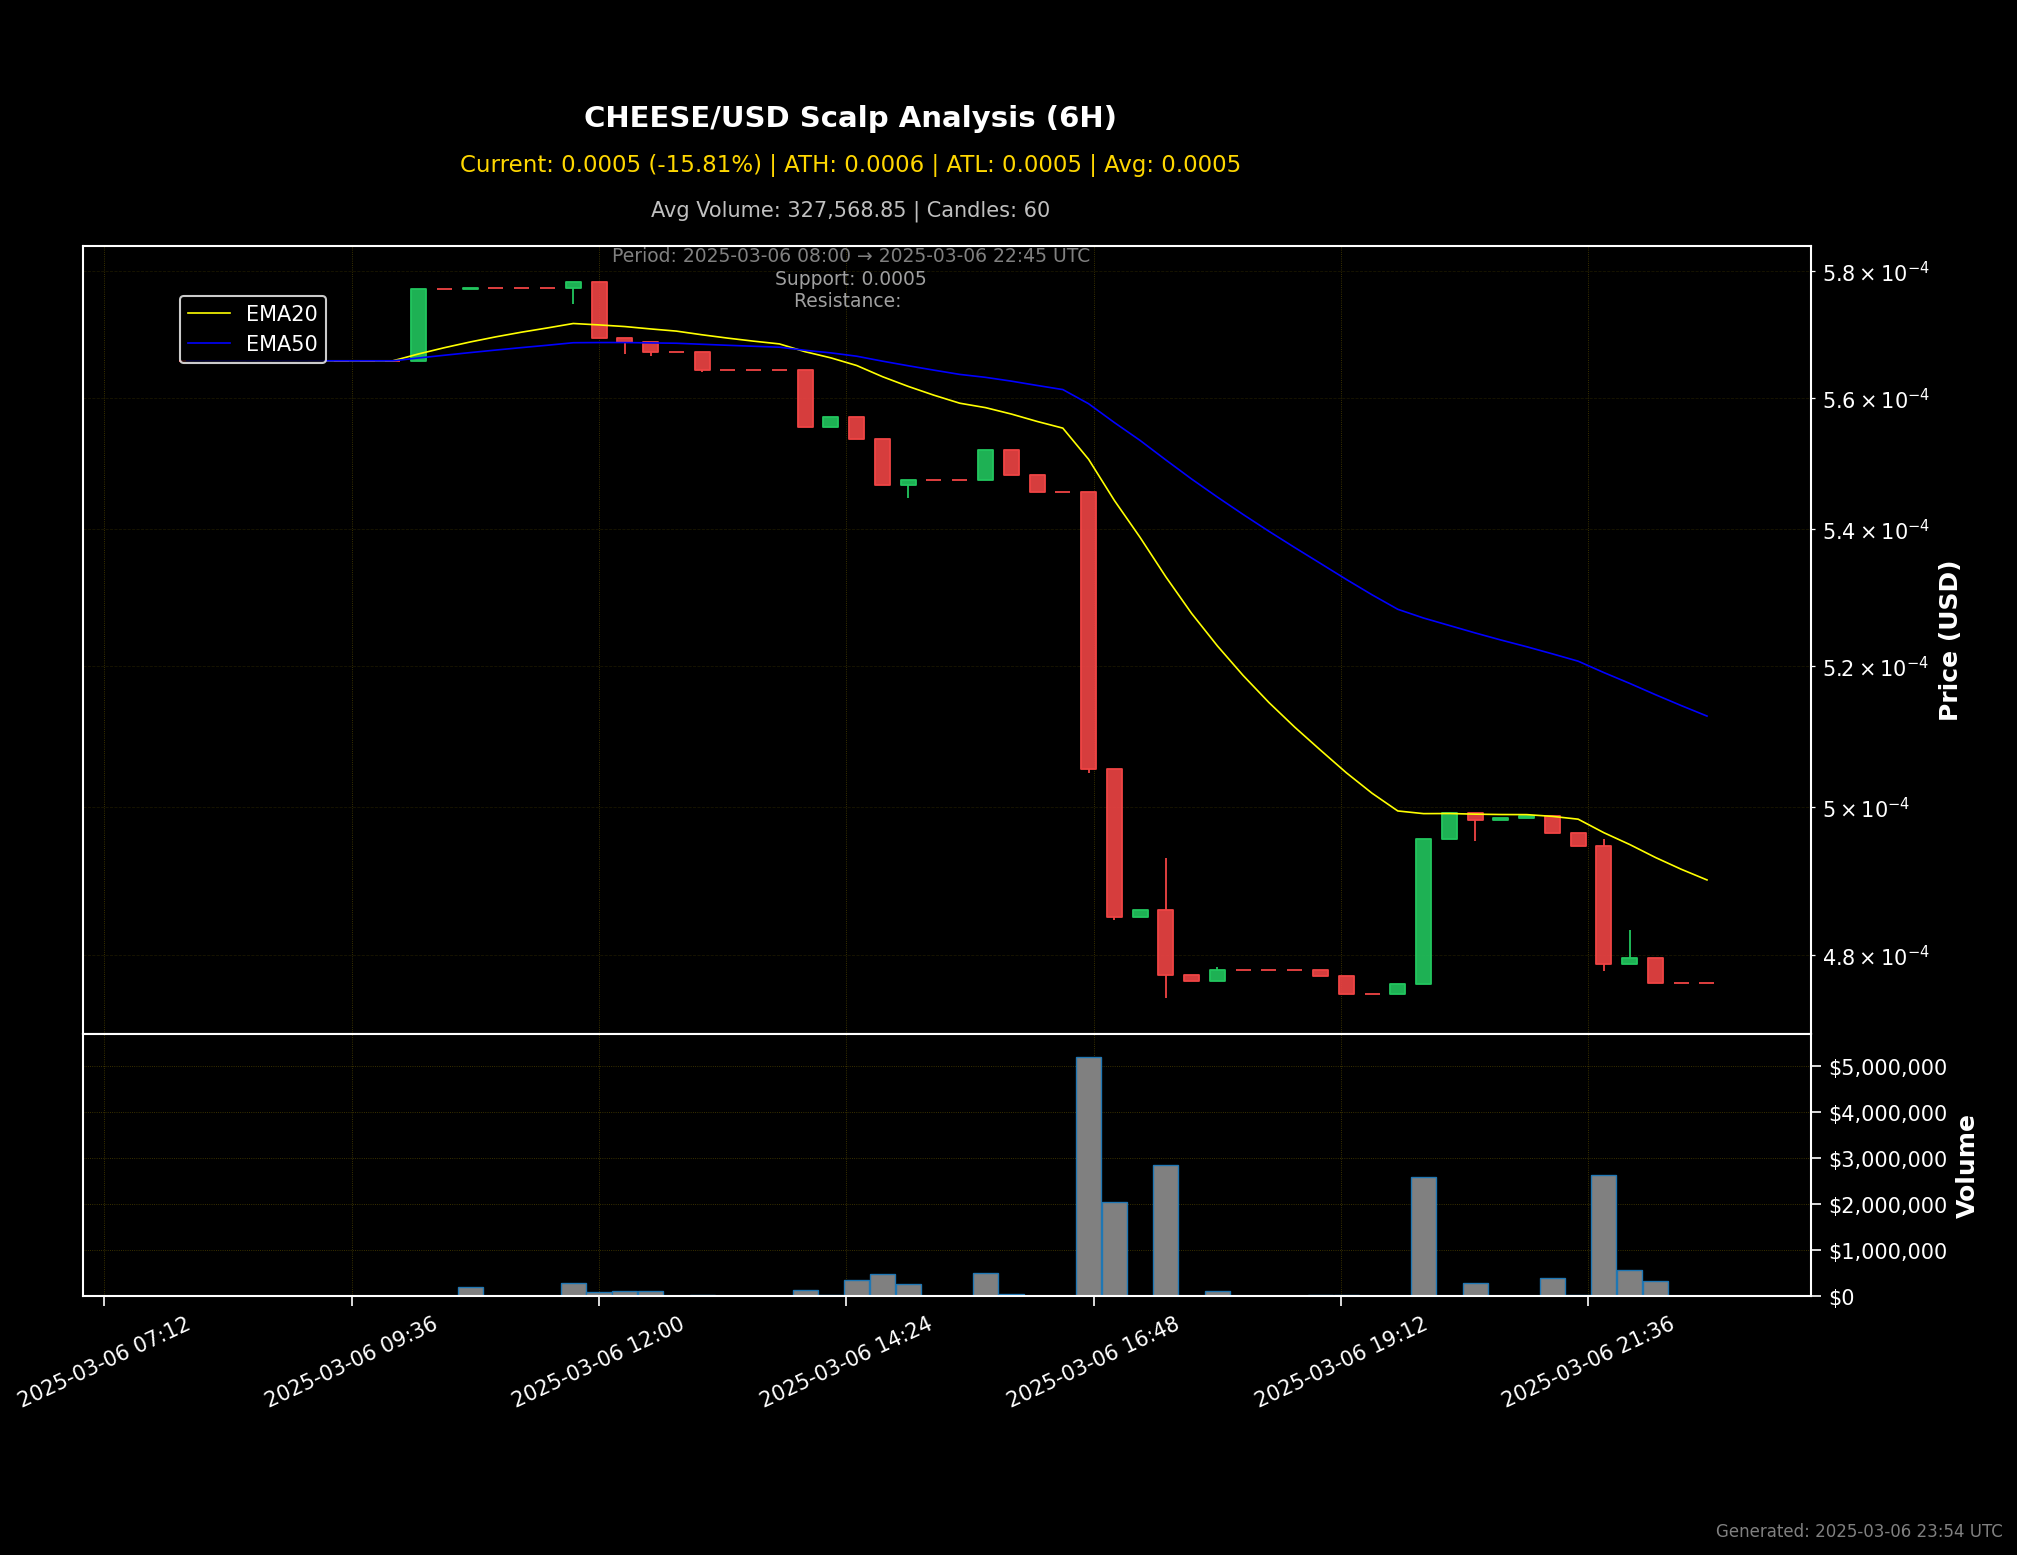 CHEESE/USD Scalp Analysis (6H)
Current: 0.0005 (-15.81%) | ATH: 0.0006 | ATL: 0.0005 | Avg: 0.0005
Avg Volume: 327,568.85 | Candles: 60
Period: 2025-03-06 08:00 → 2025-03-06 22:45 UTC
Support: 0.0005
Resistance:
EMA20
EMA50
5.8 × 10⁻⁴
5.6 × 10⁻⁴
5.4 × 10⁻⁴
5.2 × 10⁻⁴
5 × 10⁻⁴
4.8 × 10⁻⁴
Price (USD)
$5,000,000
$4,000,000
$3,000,000
$2,000,000
$1,000,000
$0
Volume
2025-03-06 07:12
2025-03-06 09:36
2025-03-06 12:00
2025-03-06 14:24
2025-03-06 16:48
2025-03-06 19:12
2025-03-06 21:36
Generated: 2025-03-06 23:54 UTC